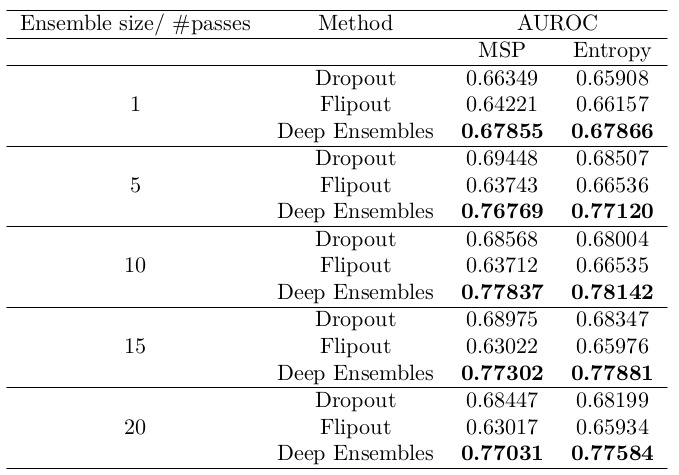 Ensemble size/ #passes Method AUROC
MSP Entropy
Dropout 0.66349 0.65908
1 Flipout 0.64221 0.66157
Deep Ensembles 0.67855 0.67866
Dropout 0.69448 0.68507
5 Flipout 0.63743 0.66536
Deep Ensembles 0.76769 0.77120
Dropout 0.68568 0.68004
10 Flipout 0.63712 0.66535
Deep Ensembles 0.77837 0.78142
Dropout 0.68975 0.68347
15 Flipout 0.63022 0.65976
Deep Ensembles 0.77302 0.77881
Dropout 0.68447 0.68199
20 Flipout 0.63017 0.65934
Deep Ensembles 0.77031 0.77584